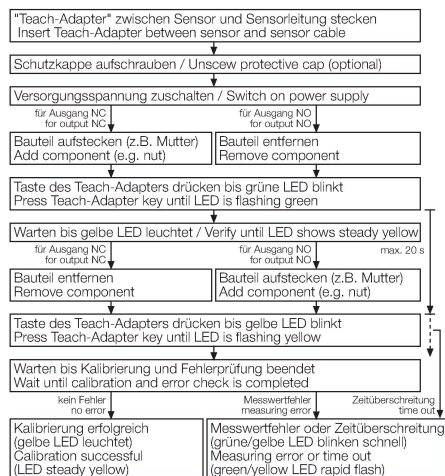 "Teach-Adapter" zwischen Sensor und Sensorleitung stecken
Insert Teach-Adapter between sensor and sensor cable
Schutzkappe aufschrauben / Unscew protective cap (optional)
Versorgungsspannung zuschalten / Switch on power supply
für Ausgang NC
for output NC
für Ausgang NO
for output NO
Bauteil aufstecken (z.B. Mutter)
Add component (e.g. nut)
Bauteil entfernen
Remove component
Taste des Teach-Adapters drücken bis grüne LED blinkt
Press Teach-Adapter key until LED is flashing green
Warten bis gelbe LED leuchtet / Verify until LED shows steady yellow
für Ausgang NC
for output NC
für Ausgang NO
for output NO
max. 20 s
Bauteil entfernen
Remove component
Bauteil aufstecken (z.B. Mutter)
Add component (e.g. nut)
Taste des Teach-Adapters drücken bis gelbe LED blinkt
Press Teach-Adapter key until LED is flashing yellow
Warten bis Kalibrierung und Fehlerprüfung beendet
Wait until calibration and error check is completed
kein Fehler
no error
Messwertfehler
measuring error
Zeitüberschreitung
time out
Kalibrierung erfolgreich
(gelbe LED leuchtet)
Calibration successful
(LED steady yellow)
Messwertfehler oder Zeitüberschreitung
(grüne/gelbe LED blinken schnell)
Measuring error or time out
(green/yellow LED rapid flash)